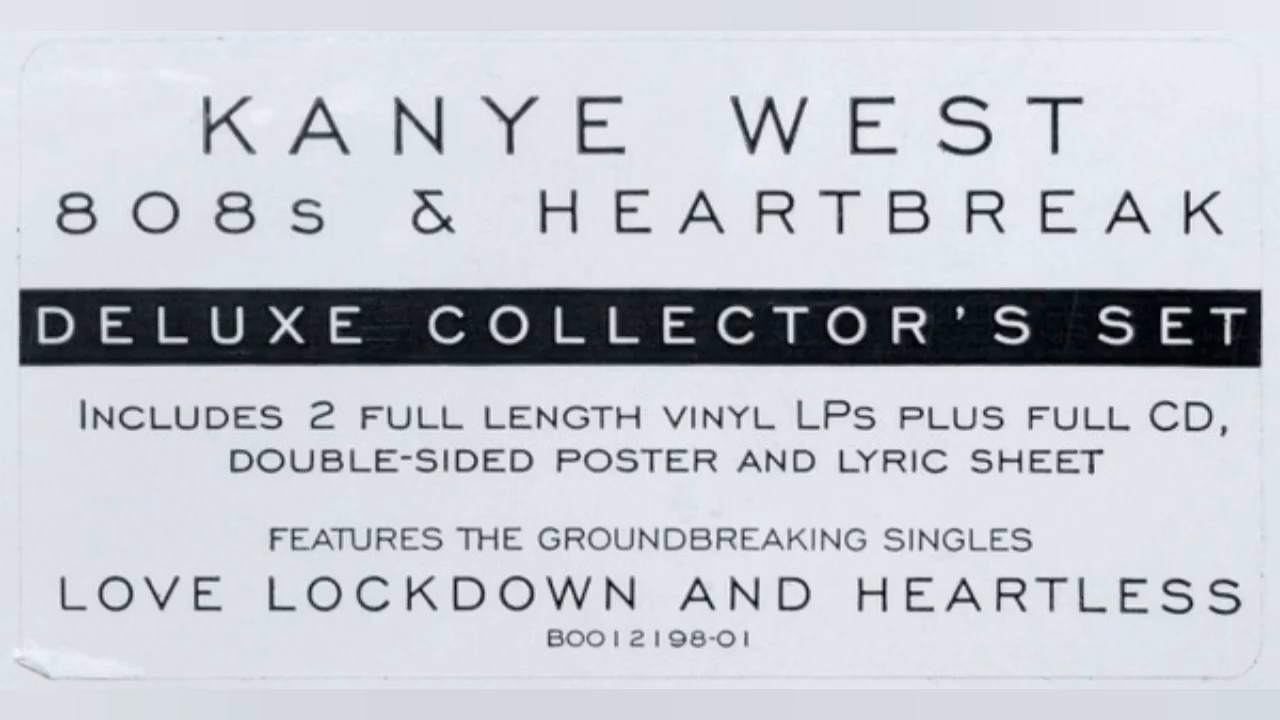 KANYE WEST
808s & HEARTBREAK
DELUXE COLLECTOR'S SET
INCLUDES 2 FULL LENGTH VINYL LPs PLUS FULL CD,
DOUBLE-SIDED POSTER AND LYRIC SHEET
FEATURES THE GROUNDBREAKING SINGLES
LOVE LOCKDOWN AND HEARTLESS
B0012198-01